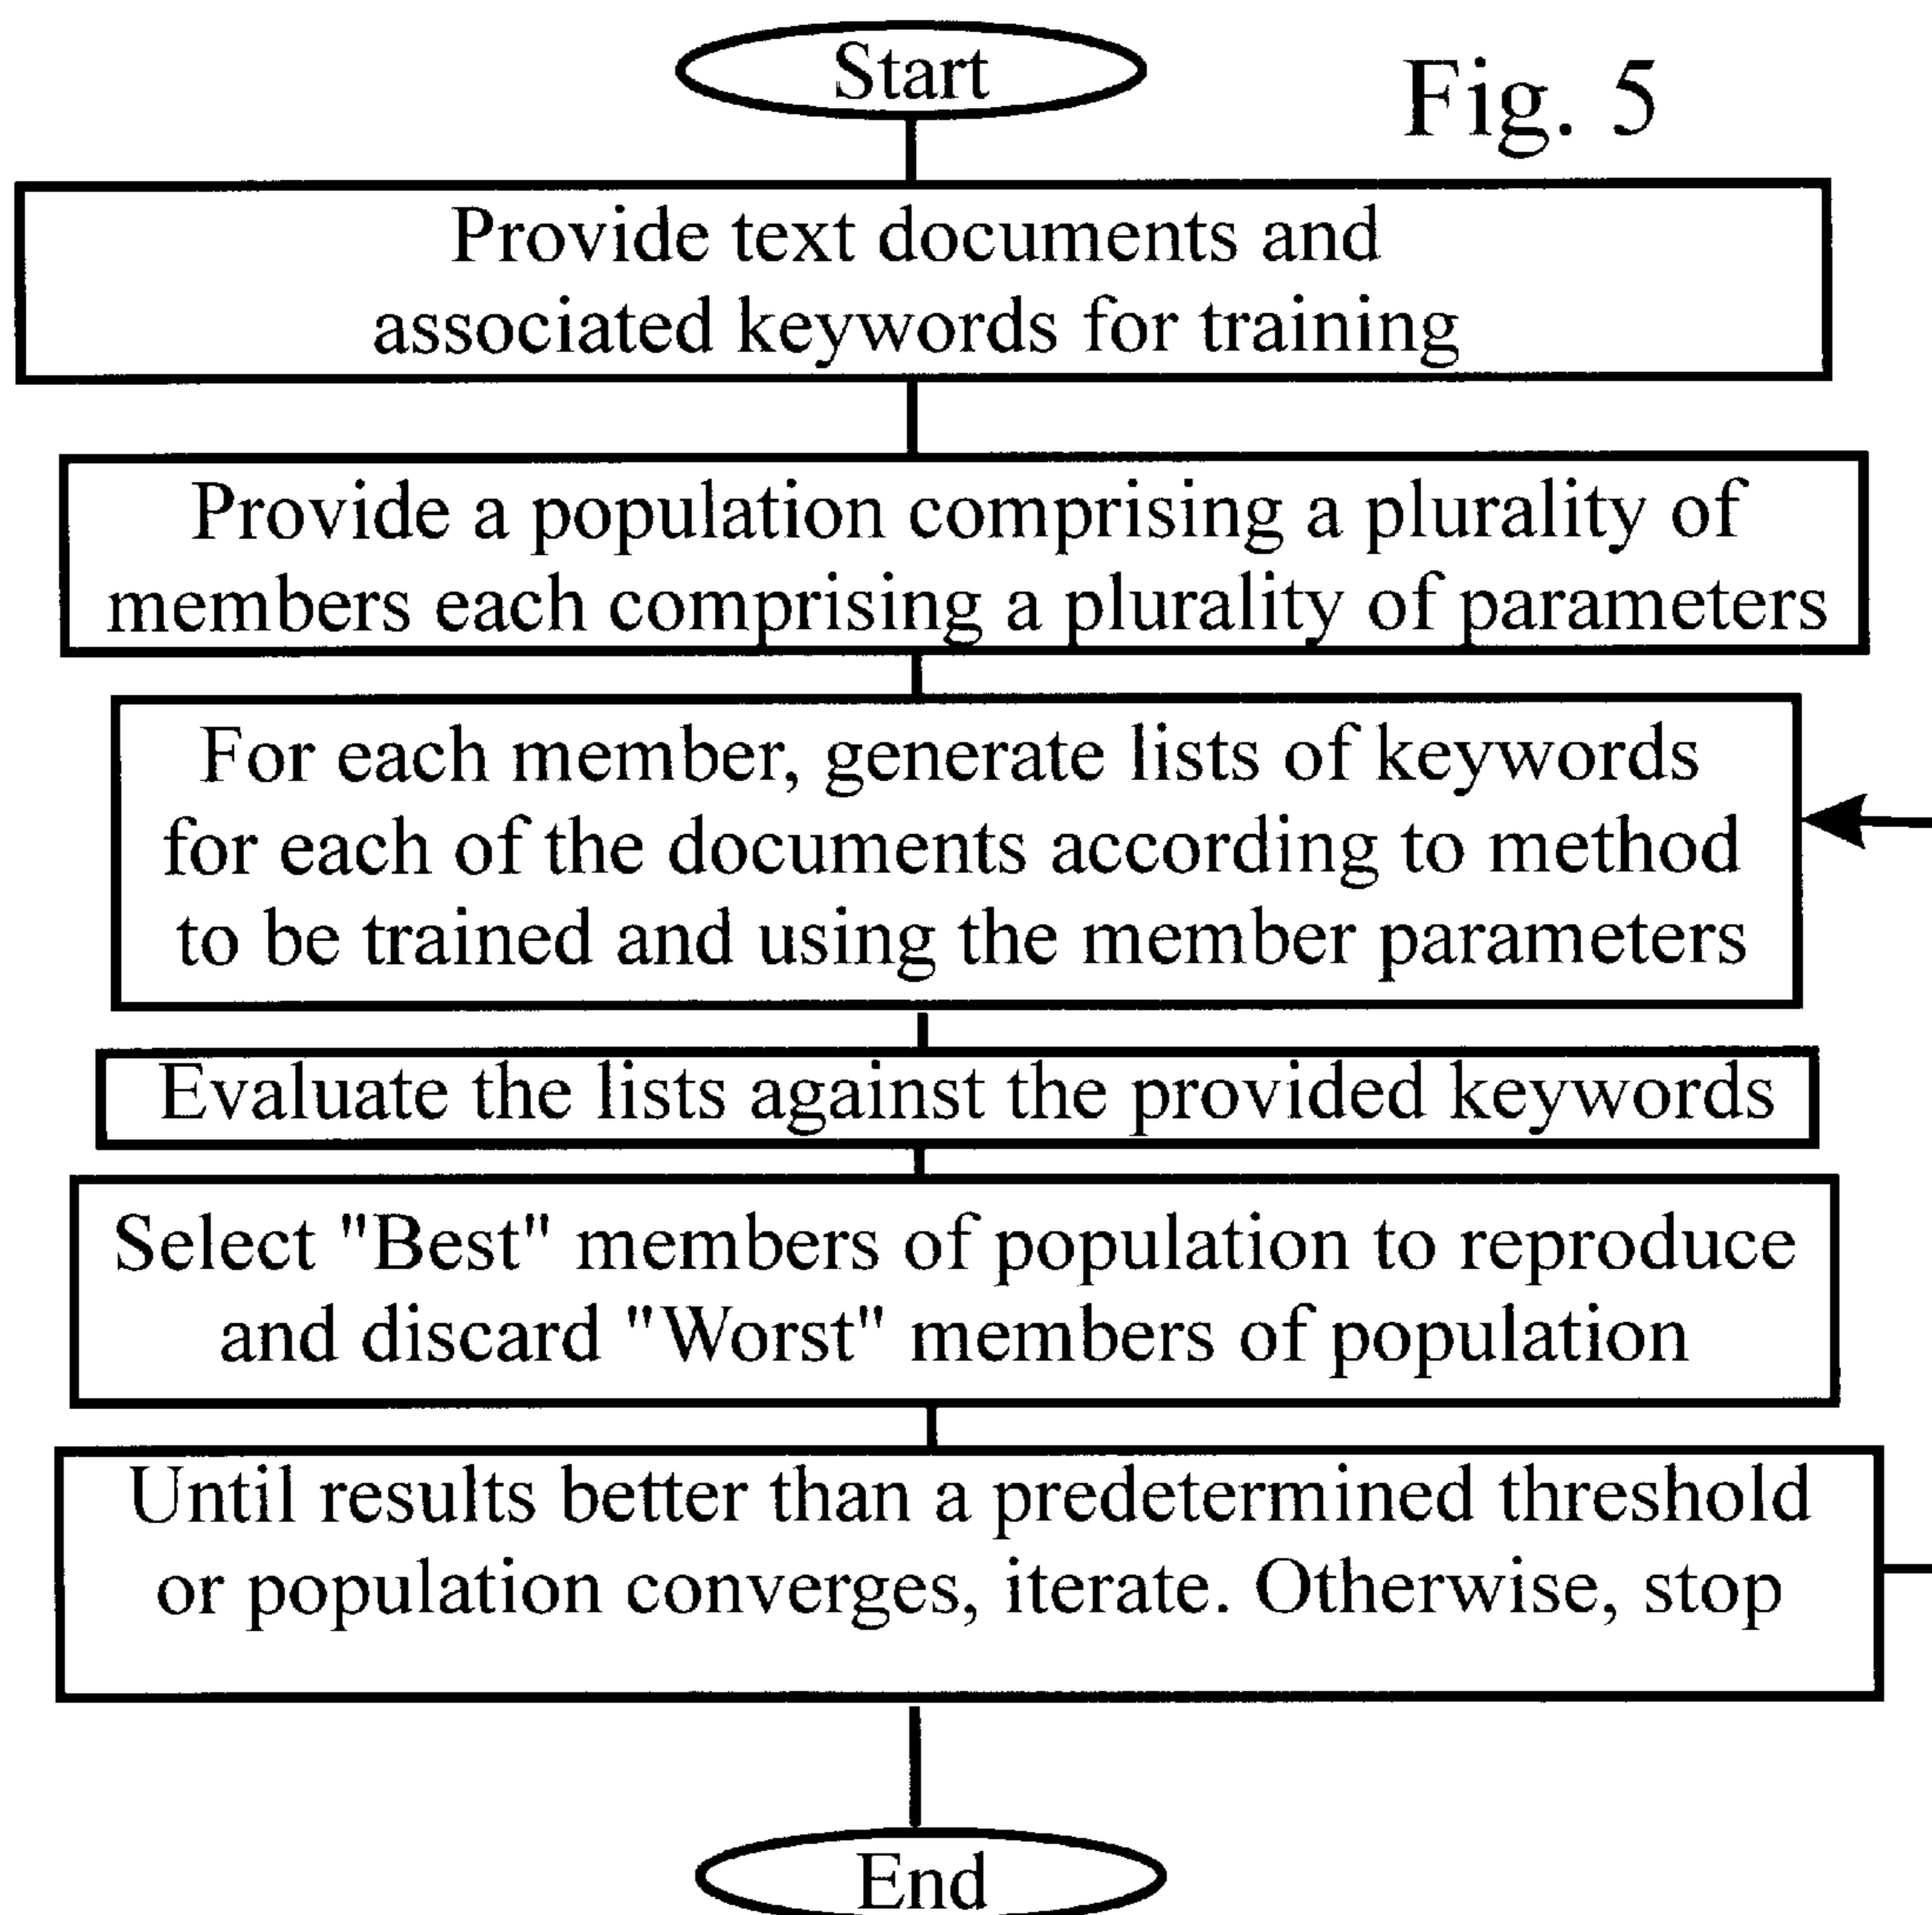 Start
Fig. 5
Provide text documents and
associated keywords for training
Provide a population comprising a plurality of
members each comprising a plurality of parameters
For each member, generate lists of keywords
for each of the documents according to method
to be trained and using the member parameters
Evaluate the lists against the provided keywords
Select "Best" members of population to reproduce
and discard "Worst" members of population
Until results better than a predetermined threshold
or population converges, iterate. Otherwise, stop
End